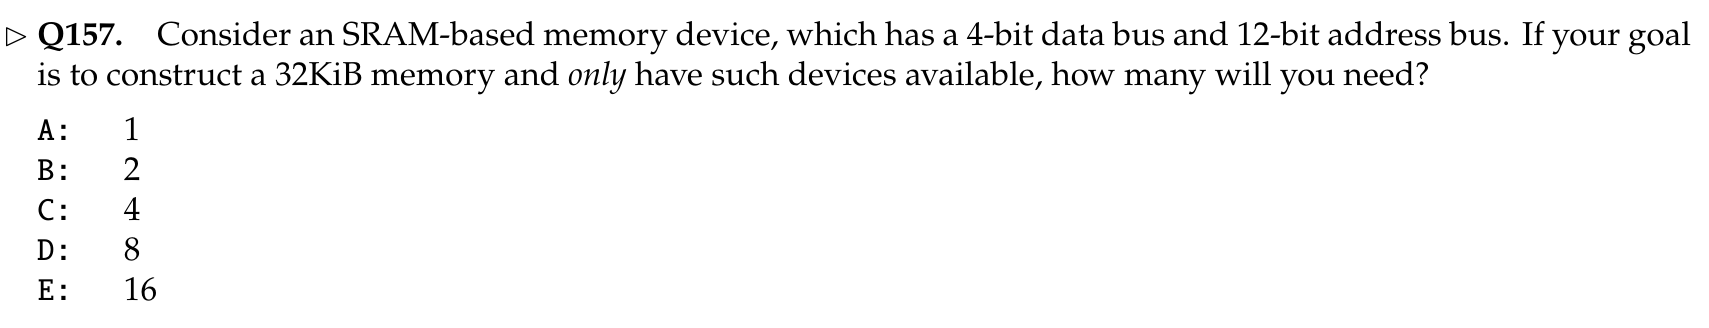 ▷ Q157. Consider an SRAM-based memory device, which has a 4-bit data bus and 12-bit address bus. If your goal
is to construct a 32KiB memory and only have such devices available, how many will you need?
A: 1
B: 2
C: 4
D: 8
E: 16